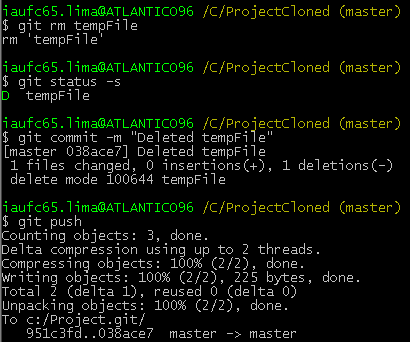 iaufc65.lima@ATLANTICO96 /C/ProjectCloned (master)
$ git rm tempFile
rm 'tempFile'
iaufc65.lima@ATLANTICO96 /C/ProjectCloned (master)
$ git status -s
D  tempFile
iaufc65.lima@ATLANTICO96 /C/ProjectCloned (master)
$ git commit -m "Deleted tempFile"
[master 038ace7] Deleted tempFile
 1 files changed, 0 insertions(+), 1 deletions(-)
 delete mode 100644 tempFile
iaufc65.lima@ATLANTICO96 /C/ProjectCloned (master)
$ git push
Counting objects: 3, done.
Delta compression using up to 2 threads.
Compressing objects: 100% (2/2), done.
Writing objects: 100% (2/2), 225 bytes, done.
Total 2 (delta 1), reused 0 (delta 0)
Unpacking objects: 100% (2/2), done.
To c:/Project.git/
   951c3fd..038ace7  master -> master